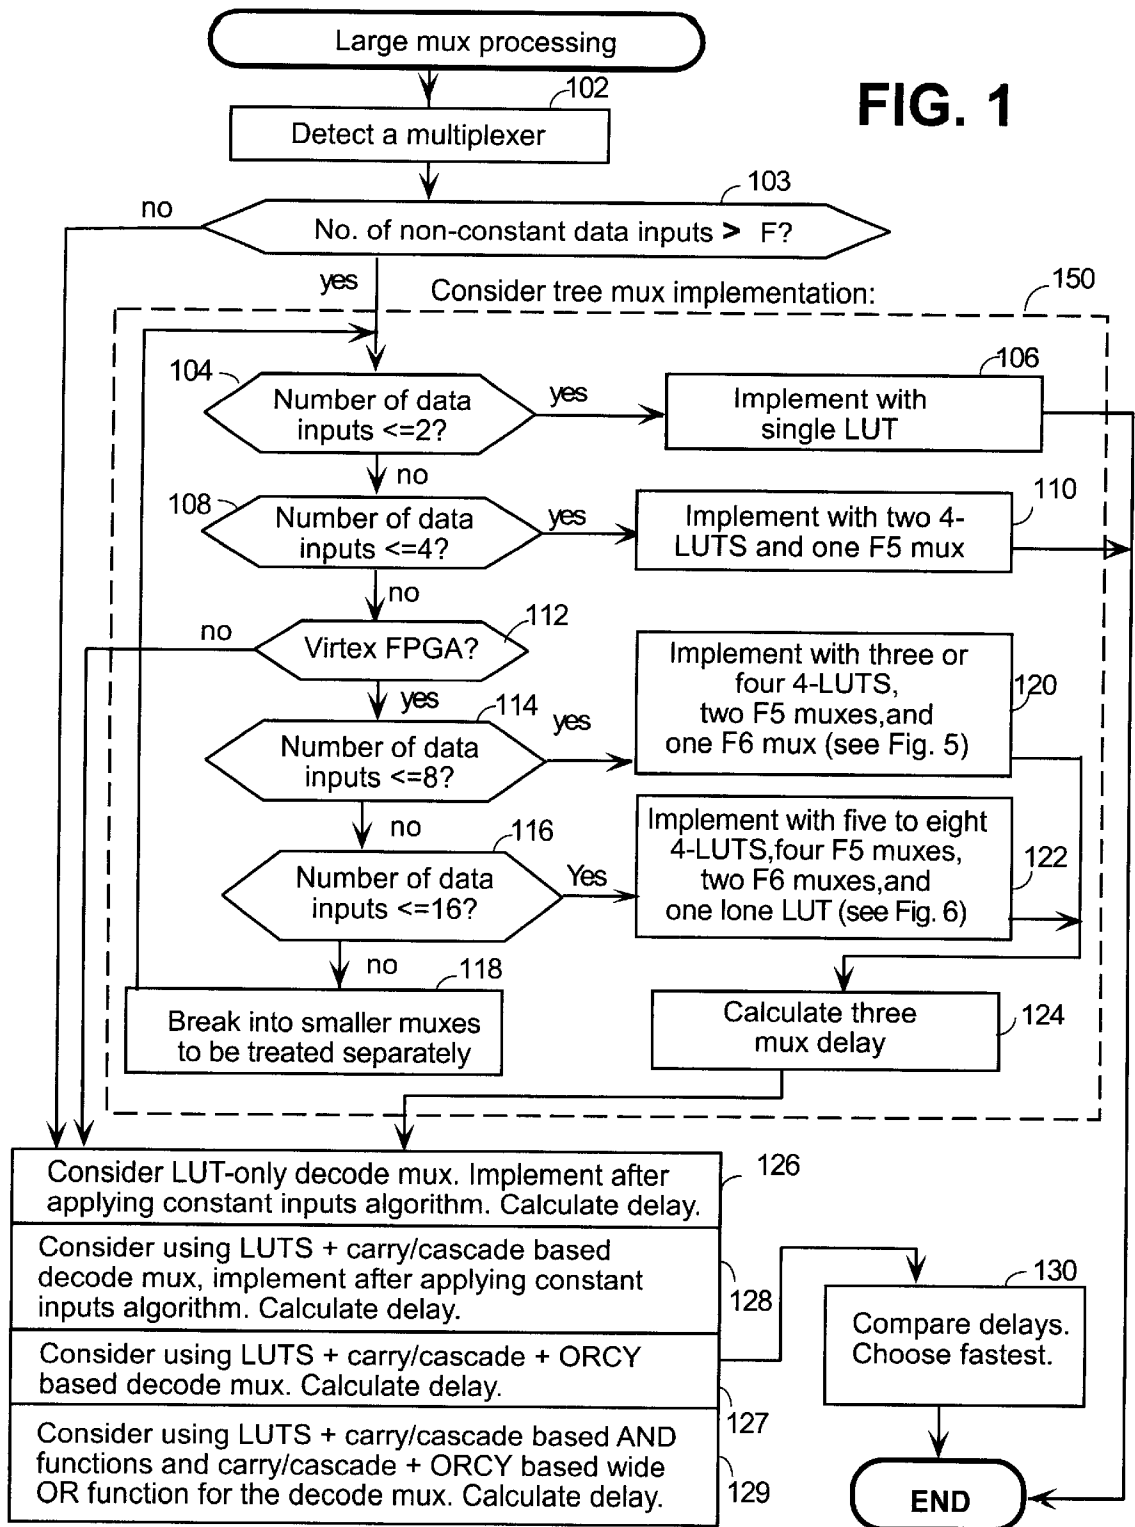 Large mux processing
FIG. 1
102
Detect a multiplexer
103
no
No. of non-constant data inputs > F?
yes
Consider tree mux implementation:
150
104
Number of data
inputs <=2?
yes
106
Implement with
single LUT
no
108
Number of data
inputs <=4?
yes
Implement with two 4-
LUTS and one F5 mux
110
no
no
112
Virtex FPGA?
yes
114
Number of data
inputs <=8?
yes
Implement with three or
four 4-LUTS,
two F5 muxes,and
one F6 mux (see Fig. 5)
120
no
116
Number of data
inputs <=16?
Yes
Implement with five to eight
4-LUTS,four F5 muxes,
two F6 muxes,and
one lone LUT (see Fig. 6)
122
no
118
Break into smaller muxes
to be treated separately
Calculate three
mux delay
124
Consider LUT-only decode mux. Implement after
applying constant inputs algorithm. Calculate delay.
126
Consider using LUTS + carry/cascade based
decode mux, implement after applying constant
inputs algorithm. Calculate delay.
128
130
Compare delays.
Choose fastest.
Consider using LUTS + carry/cascade + ORCY
based decode mux. Calculate delay.
127
Consider using LUTS + carry/cascade based AND
functions and carry/cascade + ORCY based wide
OR function for the decode mux. Calculate delay.
129
END